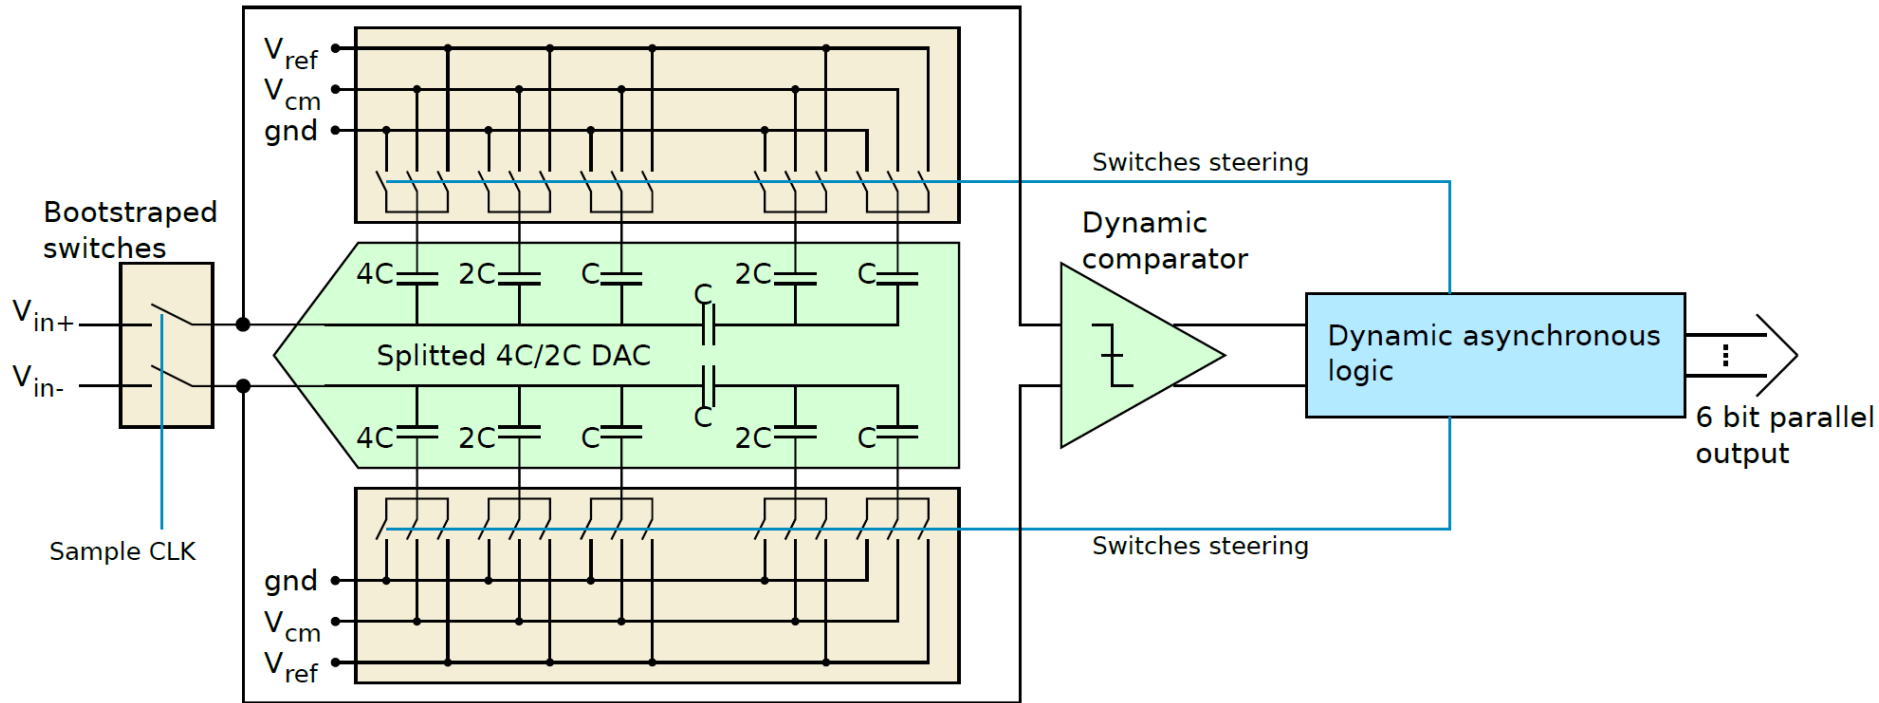 Vref
Vcm
gnd
Switches steering
Bootstraped
switches
Dynamic
comparator
4C 2C C 2C C
C
Vin+
Splitted 4C/2C DAC
Dynamic asynchronous
logic
Vin-
C
6 bit parallel
output
4C 2C C 2C C
Sample CLK
Switches steering
gnd
Vcm
Vref